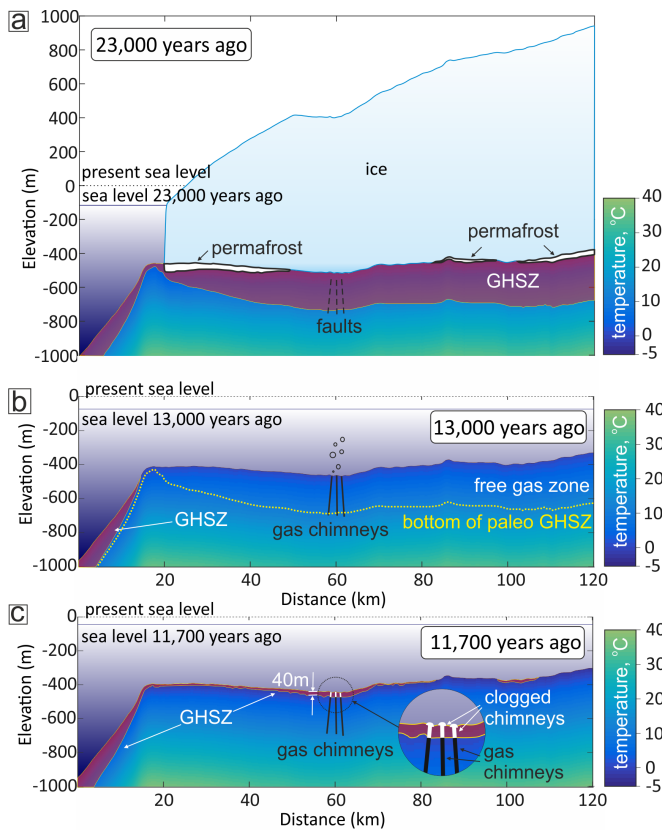 a
23,000 years ago
1000
800
600
400
200
0
-200
-400
-600
-800
-1000
Elevation (m)
present sea level
sea level 23,000 years ago
ice
permafrost
permafrost
GHSZ
faults
40
30
20
10
0
-5
temperature, °C
b
present sea level
sea level 13,000 years ago
13,000 years ago
0
-200
-400
-600
-800
-1000
Elevation (m)
free gas zone
GHSZ
gas chimneys
bottom of paleo GHSZ
20
40
60
80
100
120
Distance (km)
40
30
20
10
0
-5
temperature, °C
c
present sea level
sea level 11,700 years ago
11,700 years ago
0
-200
-400
-600
-800
-1000
Elevation (m)
40m
GHSZ
gas chimneys
clogged
chimneys
gas
chimneys
20
40
60
80
100
120
Distance (km)
40
30
20
10
0
-5
temperature, °C